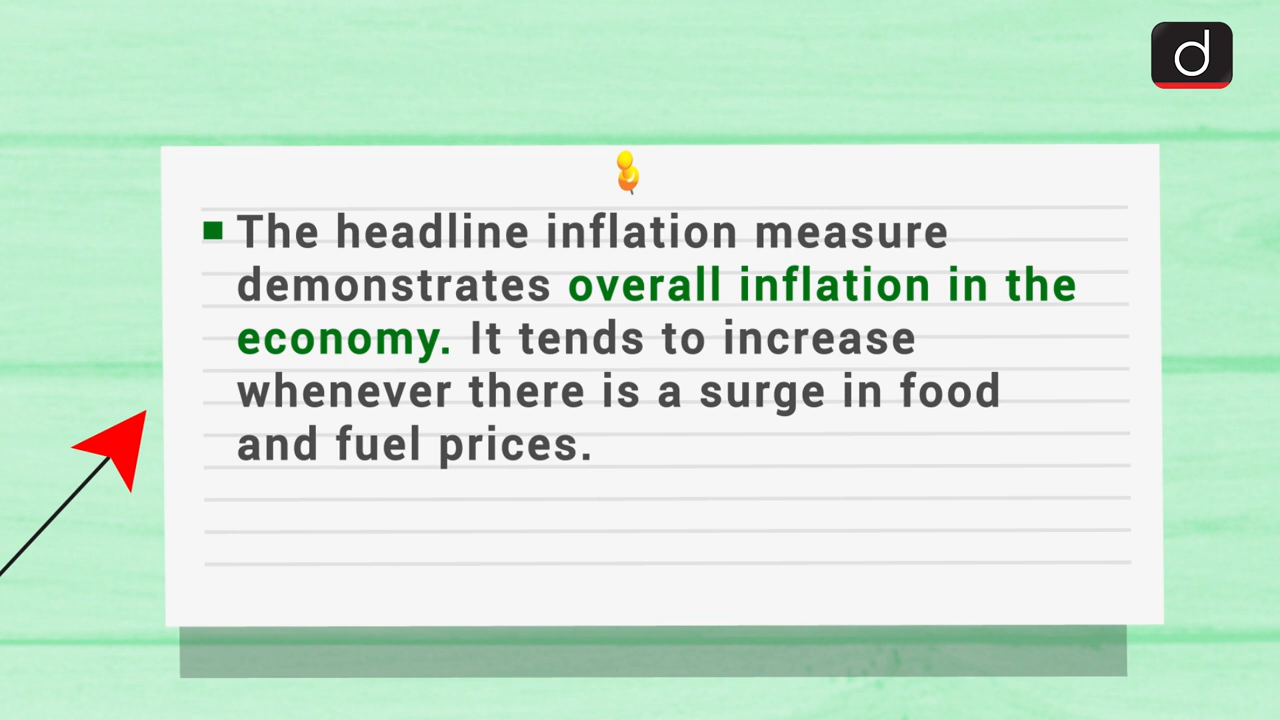 d
The headline inflation measure
demonstrates overall inflation in the
economy. It tends to increase
whenever there is a surge in food
and fuel prices.